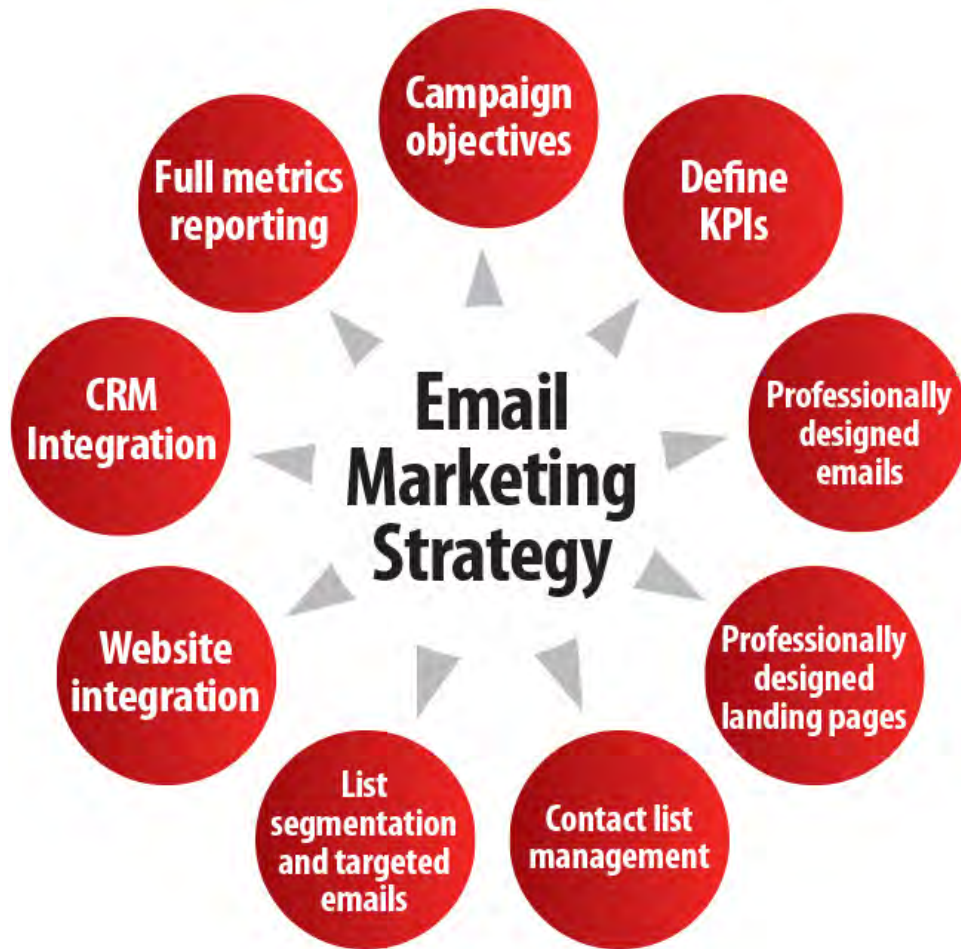 Campaign
objectives
Define
KPIs
Professionally
designed
emails
Professionally
designed
landing pages
Contact list
management
List
segmentation
and targeted
emails
Website
integration
CRM
Integration
Full metrics
reporting
Email
Marketing
Strategy